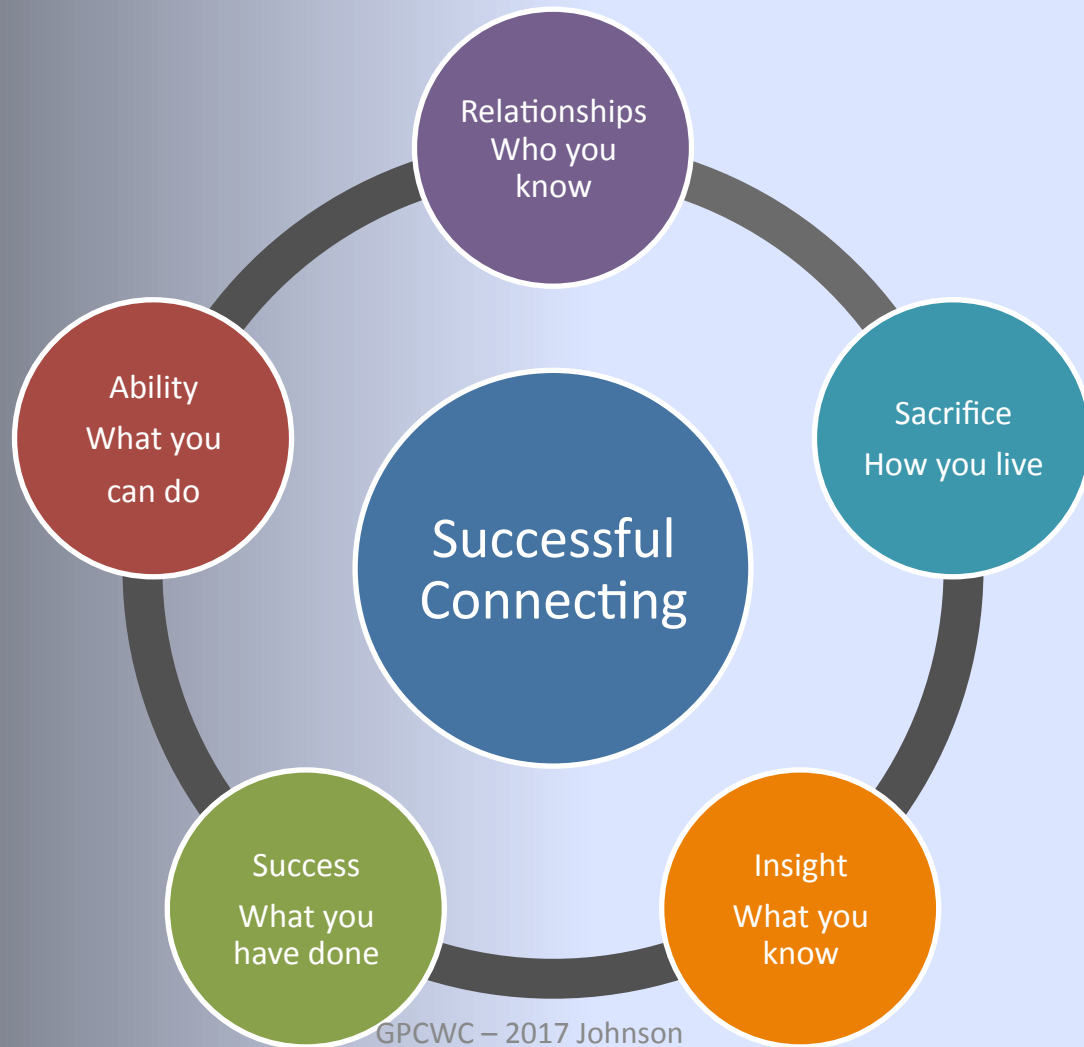 Relationships
Who you
know
Sacrifice
How you live
Insight
What you
know
Success
What you
have done
Ability
What you
can do
Successful
Connecting
GPCWC – 2017 Johnson